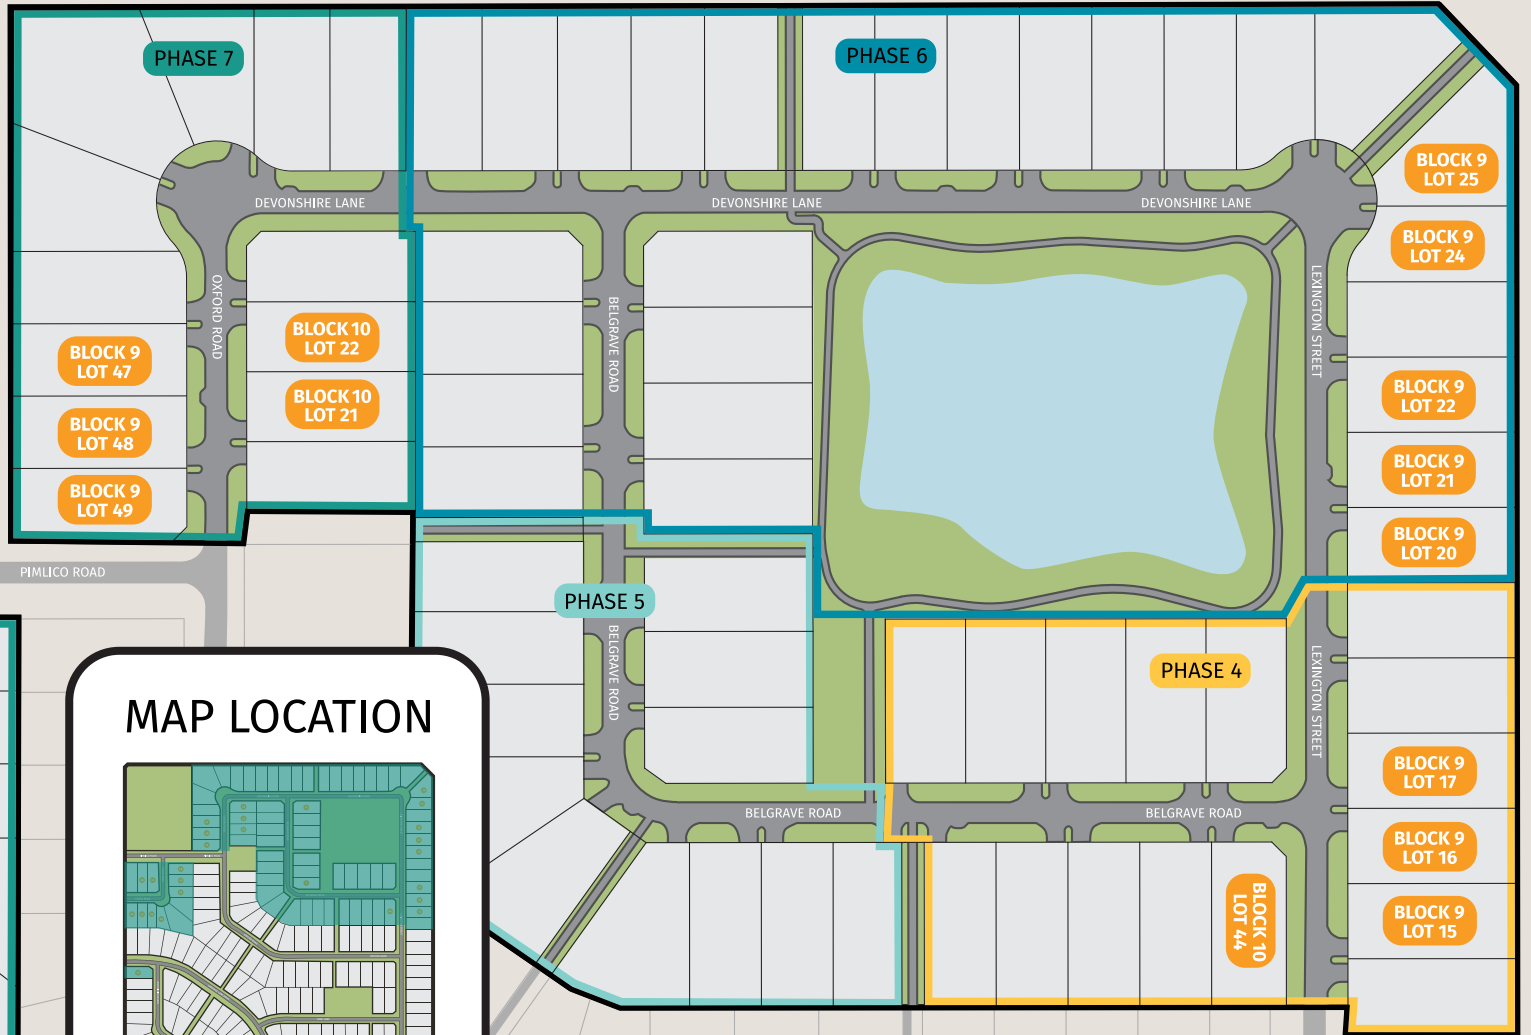 PHASE 7
PHASE 6
BLOCK 9
LOT 25
DEVONSHIRE LANE
DEVONSHIRE LANE
DEVONSHIRE LANE
BLOCK 9
LOT 24
OXFORD ROAD
BELGRAVE ROAD
LEXINGTON STREET
BLOCK 10
LOT 22
BLOCK 9
LOT 47
BLOCK 10
LOT 21
BLOCK 9
LOT 22
BLOCK 9
LOT 48
BLOCK 9
LOT 21
BLOCK 9
LOT 49
BLOCK 9
LOT 20
PIMLICO ROAD
PHASE 5
BELGRAVE ROAD
PHASE 4
LEXINGTON STREET
MAP LOCATION
BLOCK 9
LOT 17
BELGRAVE ROAD
BELGRAVE ROAD
BLOCK 9
LOT 16
BLOCK 10
LOT 44
BLOCK 9
LOT 15